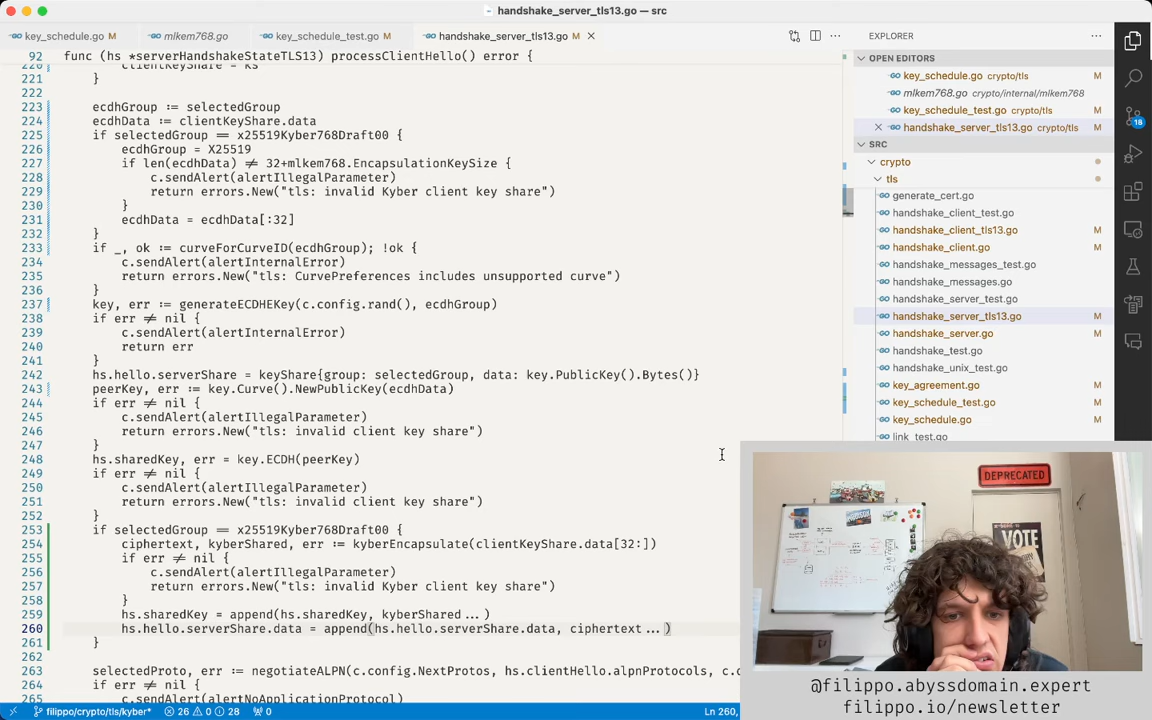 handshake_server_tls13.go — src
key_schedule.go M
mlkem768.go
key_schedule_test.go M
handshake_server_tls13.go M
92 func (hs *serverHandshakeStateTLS13) processClientHello() error {
220 clientKeyShare = ks
221 }
222
223 ecdhGroup := selectedGroup
224 ecdhData := clientKeyShare.data
225 if selectedGroup == x25519Kyber768Draft00 {
226 ecdhGroup = X25519
227 if len(ecdhData) ≠ 32+mlkem768.EncapsulationKeySize {
228 c.sendAlert(alertIllegalParameter)
229 return errors.New("tls: invalid Kyber client key share")
230 }
231 ecdhData = ecdhData[:32]
232 }
233 if _, ok := curveForCurveID(ecdhGroup); !ok {
234 c.sendAlert(alertInternalError)
235 return errors.New("tls: CurvePreferences includes unsupported curve")
236 }
237 key, err := generateECDHEKey(c.config.rand(), ecdhGroup)
238 if err ≠ nil {
239 c.sendAlert(alertInternalError)
240 return err
241 }
242 hs.hello.serverShare = keyShare{group: selectedGroup, data: key.PublicKey().Bytes()}
243 peerKey, err := key.Curve().NewPublicKey(ecdhData)
244 if err ≠ nil {
245 c.sendAlert(alertIllegalParameter)
246 return errors.New("tls: invalid client key share")
247 }
248 hs.sharedKey, err = key.ECDH(peerKey)
249 if err ≠ nil {
250 c.sendAlert(alertIllegalParameter)
251 return errors.New("tls: invalid client key share")
252 }
253 if selectedGroup == x25519Kyber768Draft00 {
254 ciphertext, kyberShared, err := kyberEncapsulate(clientKeyShare.data[32:])
255 if err ≠ nil {
256 c.sendAlert(alertIllegalParameter)
257 return errors.New("tls: invalid Kyber client key share")
258 }
259 hs.sharedKey = append(hs.sharedKey, kyberShared...)
260 hs.hello.serverShare.data = append(hs.hello.serverShare.data, ciphertext...)
261 }
262
263 selectedProto, err := negotiateALPN(c.config.NextProtos, hs.clientHello.alpnProtocols, c.
264 if err ≠ nil {
265 c.sendAlert(alertNoApplicationProtocol)
filippo/crypto/tls/kyber* 26 0 28 0
Ln 260,
EXPLORER
OPEN EDITORS
key_schedule.go crypto/tls M
mlkem768.go crypto/internal/mlkem768
key_schedule_test.go crypto/tls M
handshake_server_tls13.go crypto/tls M
SRC
crypto
tls
generate_cert.go
handshake_client_test.go
handshake_client_tls13.go M
handshake_client.go M
handshake_messages_test.go
handshake_messages.go
handshake_server_test.go
handshake_server_tls13.go M
handshake_server.go M
handshake_test.go
handshake_unix_test.go
key_agreement.go M
key_schedule_test.go M
key_schedule.go M
link_test.go
18
DEPRECATED
VOTE
@filippo.abyssdomain.expert
filippo.io/newsletter